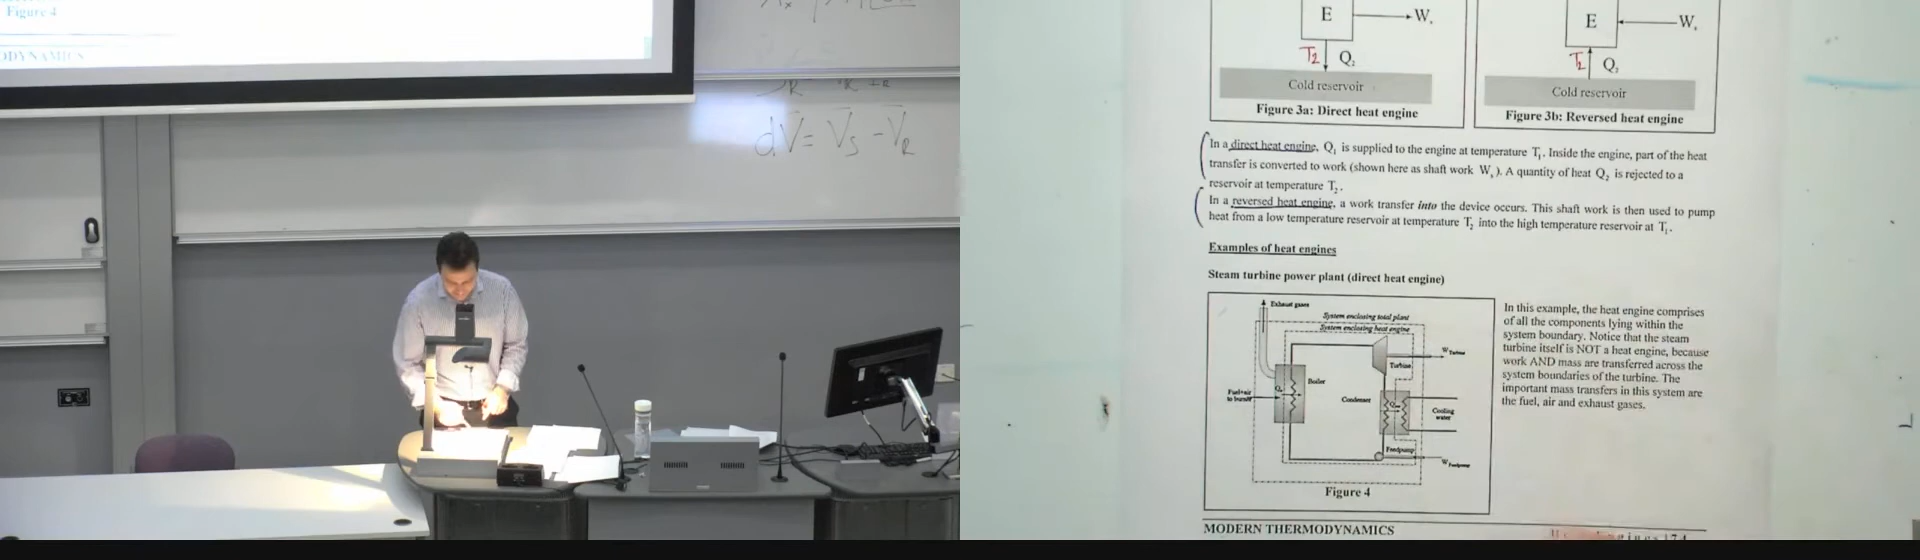 Figure 4
dV = Vs - VR
E
W
T2
Q2
Cold reservoir
Figure 3a: Direct heat engine
E
W
Q2
Cold reservoir
Figure 3b: Reversed heat engine
In a direct heat engine, Q1 is supplied to the engine at temperature T1. Inside the engine, part of the heat
transfer is converted to work (shown here as shaft work Ws). A quantity of heat Q2 is rejected to a
reservoir at temperature T2.
In a reversed heat engine, a work transfer into the device occurs. This shaft work is then used to pump
heat from a low temperature reservoir at temperature T2 into the high temperature reservoir at T1.
Examples of heat engines
Steam turbine power plant (direct heat engine)
Exhaust gases
System enclosing total plant
System enclosing heat engine
W Turbine
Turbine
Boiler
Fuel+air
to burner
Condenser
Cooling
water
Feedpump
W Feedpump
Figure 4
In this example, the heat engine comprises
of all the components lying within the
system boundary. Notice that the steam
turbine itself is NOT a heat engine, because
work AND mass are transferred across the
system boundaries of the turbine. The
important mass transfers in this system are
the fuel, air and exhaust gases.
MODERN THERMODYNAMICS